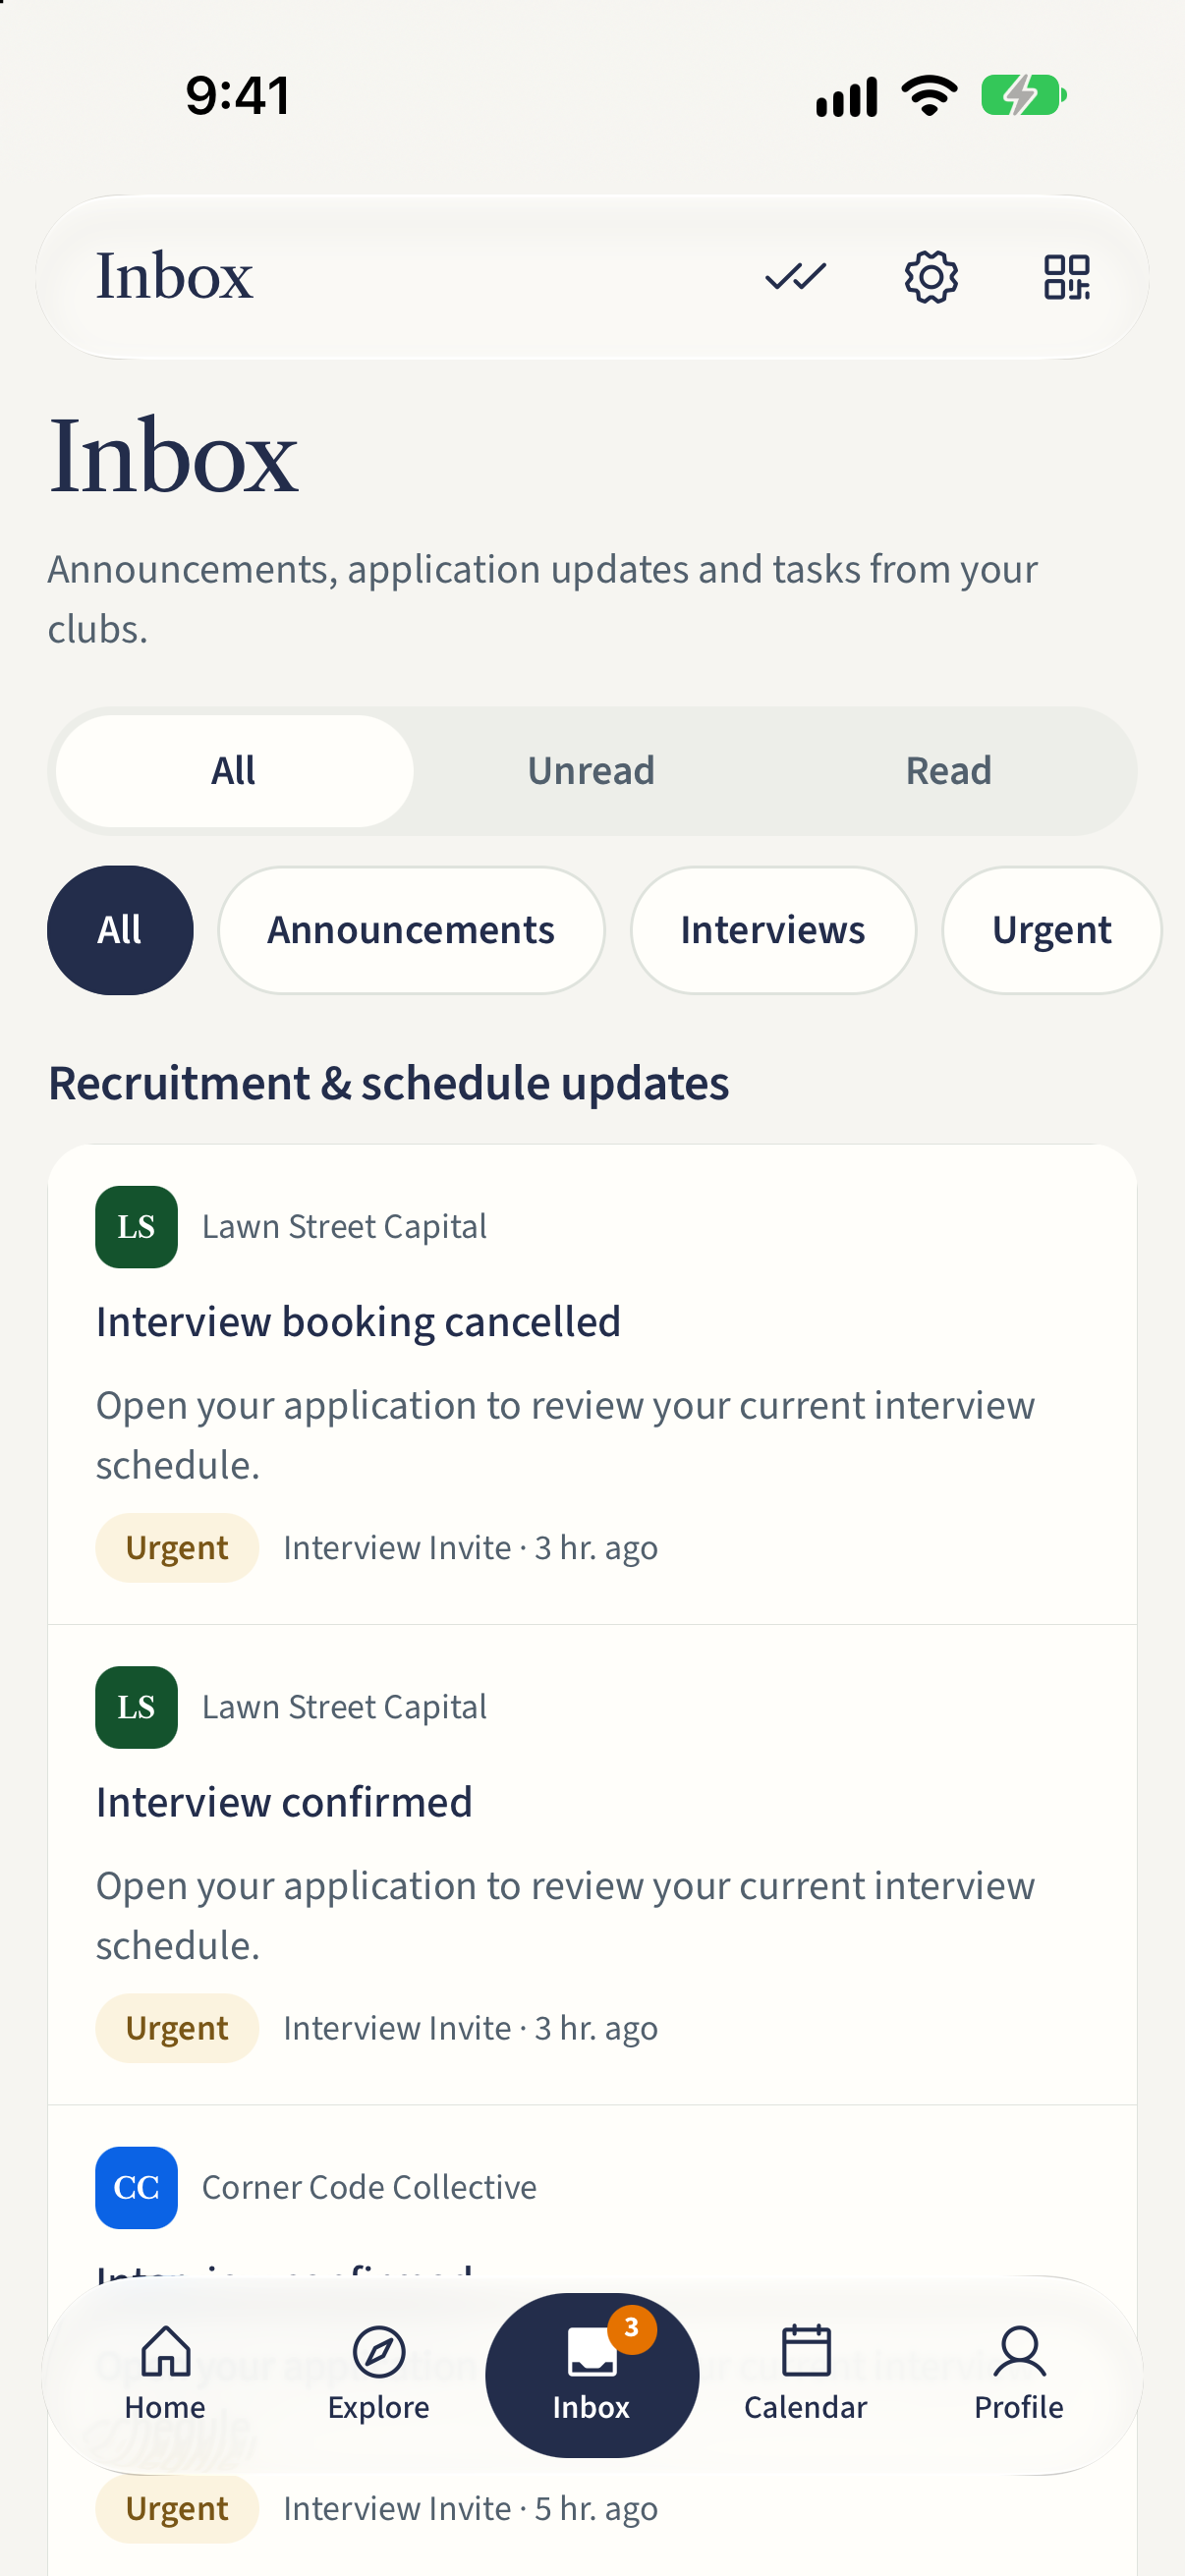 9:41
Inbox
Inbox
Announcements, application updates and tasks from your
clubs.
All Unread Read
All Announcements Interviews Urgent
Recruitment & schedule updates
LS Lawn Street Capital
Interview booking cancelled
Open your application to review your current interview
schedule.
Urgent Interview Invite · 3 hr. ago
LS Lawn Street Capital
Interview confirmed
Open your application to review your current interview
schedule.
Urgent Interview Invite · 3 hr. ago
CC Corner Code Collective
Interview confirmed
3
Home Explore Inbox Calendar Profile
Urgent Interview Invite · 5 hr. ago